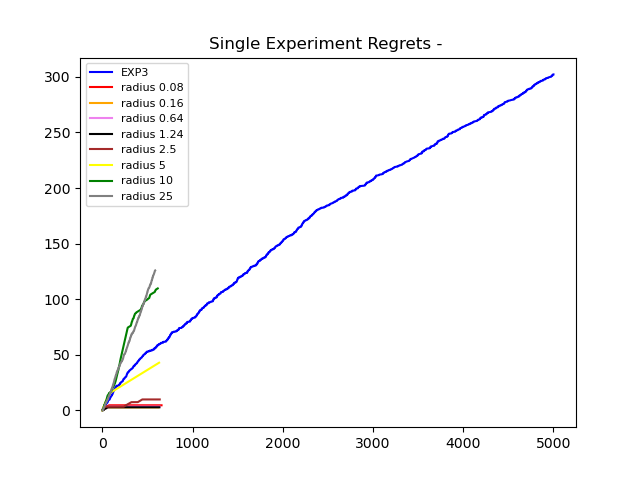 Single Experiment Regrets -
300
250
200
150
100
50
0
EXP3
radius 0.08
radius 0.16
radius 0.64
radius 1.24
radius 2.5
radius 5
radius 10
radius 25
0 1000 2000 3000 4000 5000